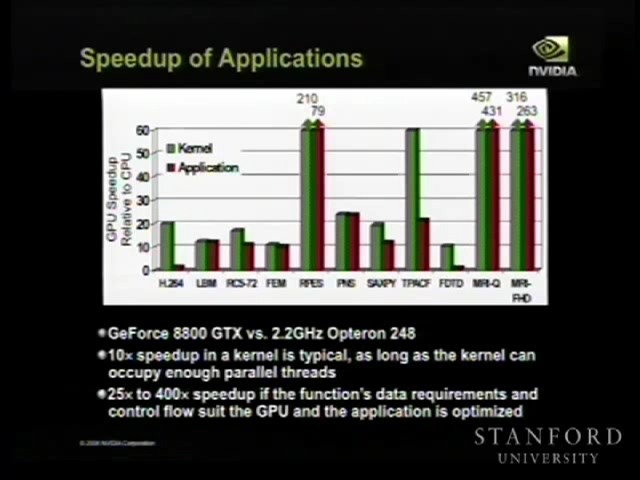 Speedup of Applications
NVIDIA
210
79
457
431
316
263
60
50
40
30
20
10
0
GPU Speedup
Relative to CPU
Kernel
Application
H.264 LBM RC5-72 FEM RPES PNS SAXPY TPACF FDTD MRI-Q MRI-
FHD
GeForce 8800 GTX vs. 2.2GHz Opteron 248
10× speedup in a kernel is typical, as long as the kernel can
occupy enough parallel threads
25× to 400× speedup if the function's data requirements and
control flow suit the GPU and the application is optimized
NVIDIA Corporation
STANFORD
UNIVERSITY